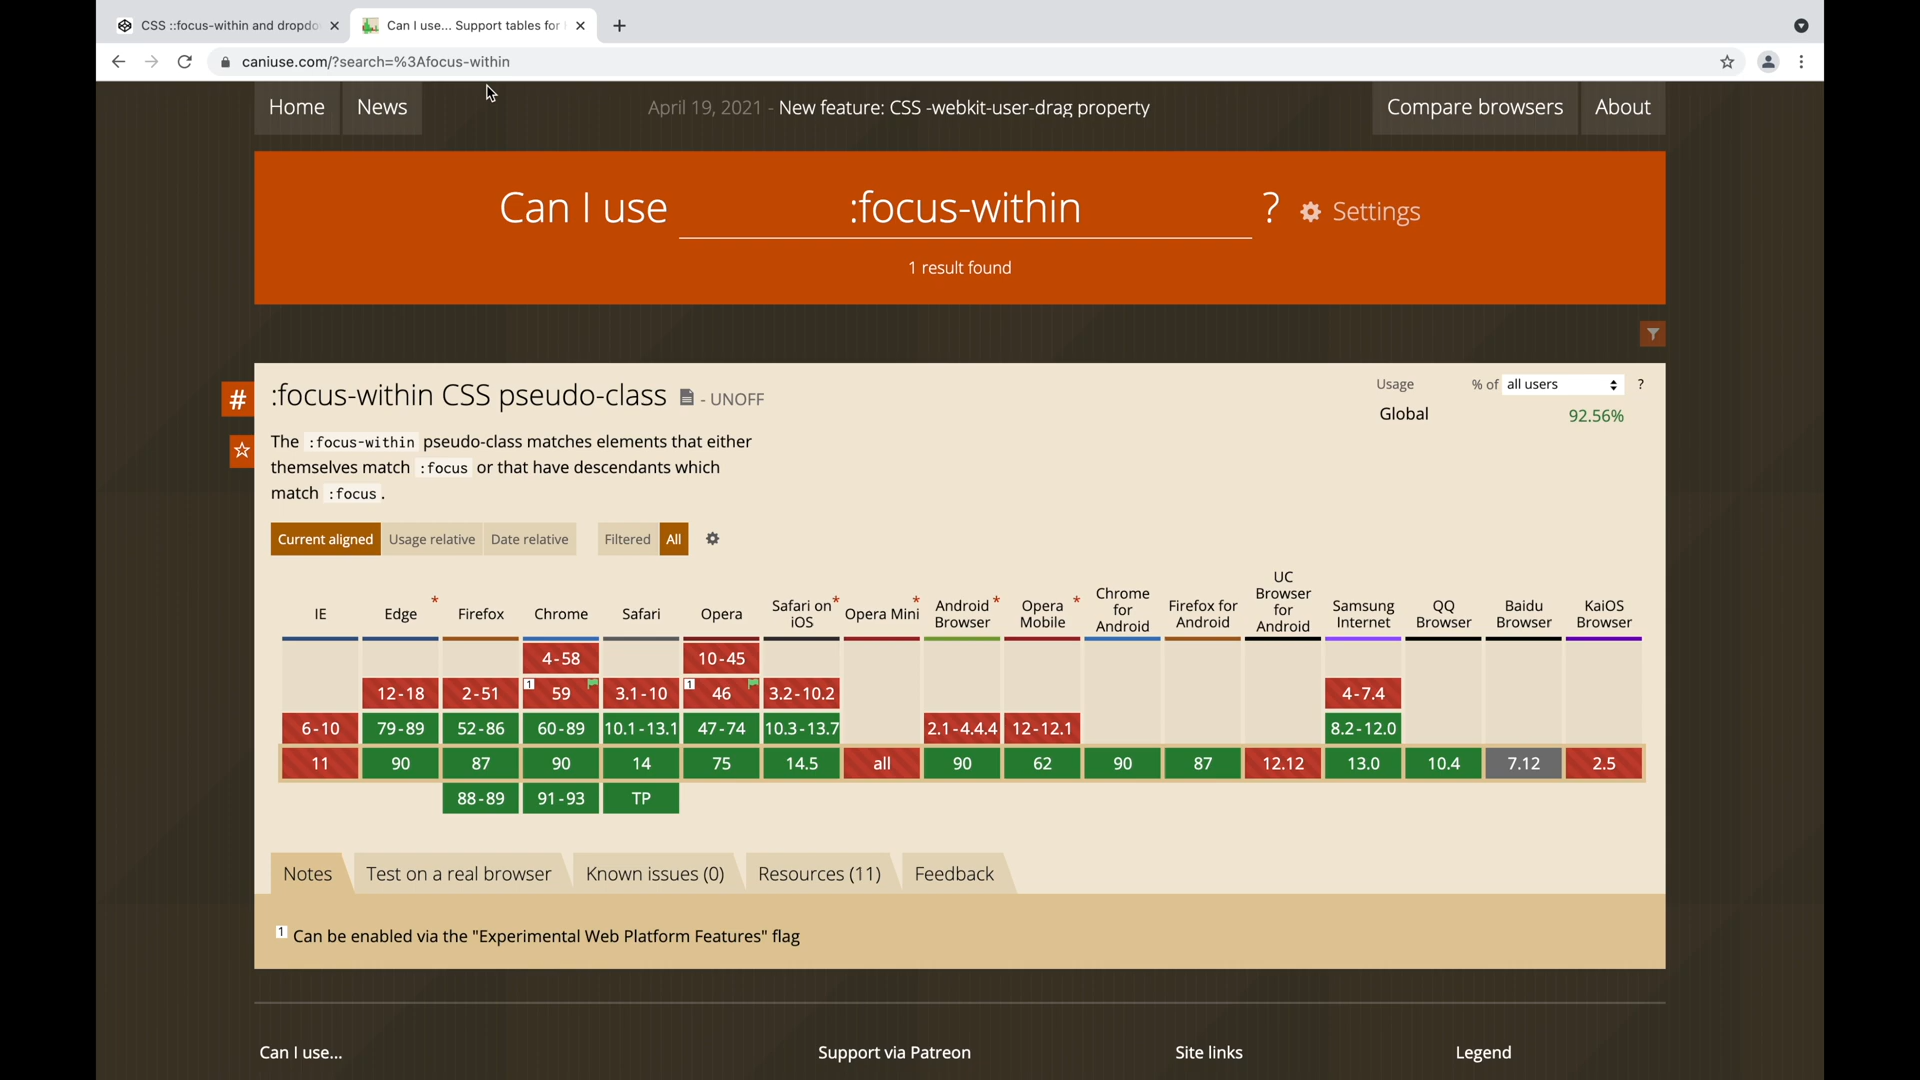 CSS ::focus-within and dropdo
Can I use... Support tables for
caniuse.com/?search=%3Afocus-within
Home
News
April 19, 2021 - New feature: CSS -webkit-user-drag property
Compare browsers
About
Can I use :focus-within ? Settings
1 result found
# :focus-within CSS pseudo-class - UNOFF
Usage % of all users ?
Global 92.56%
The :focus-within pseudo-class matches elements that either
themselves match :focus or that have descendants which
match :focus.
Current aligned Usage relative Date relative Filtered All
IE
Edge *
Firefox
Chrome
Safari
Opera
Safari on *
iOS
Opera Mini *
Android *
Browser
Opera *
Mobile
Chrome
for
Android
Firefox for
Android
UC
Browser
for
Android
Samsung
Internet
QQ
Browser
Baidu
Browser
KaiOS
Browser
4-58 10-45
12-18 2-51 1 59 3.1-10 1 46 3.2-10.2 4-7.4
6-10 79-89 52-86 60-89 10.1-13.1 47-74 10.3-13.7 2.1-4.4.4 12-12.1 8.2-12.0
11 90 87 90 14 75 14.5 all 90 62 90 87 12.12 13.0 10.4 7.12 2.5
88-89 91-93 TP
Notes
Test on a real browser
Known issues (0)
Resources (11)
Feedback
1 Can be enabled via the "Experimental Web Platform Features" flag
Can I use...
Support via Patreon
Site links
Legend